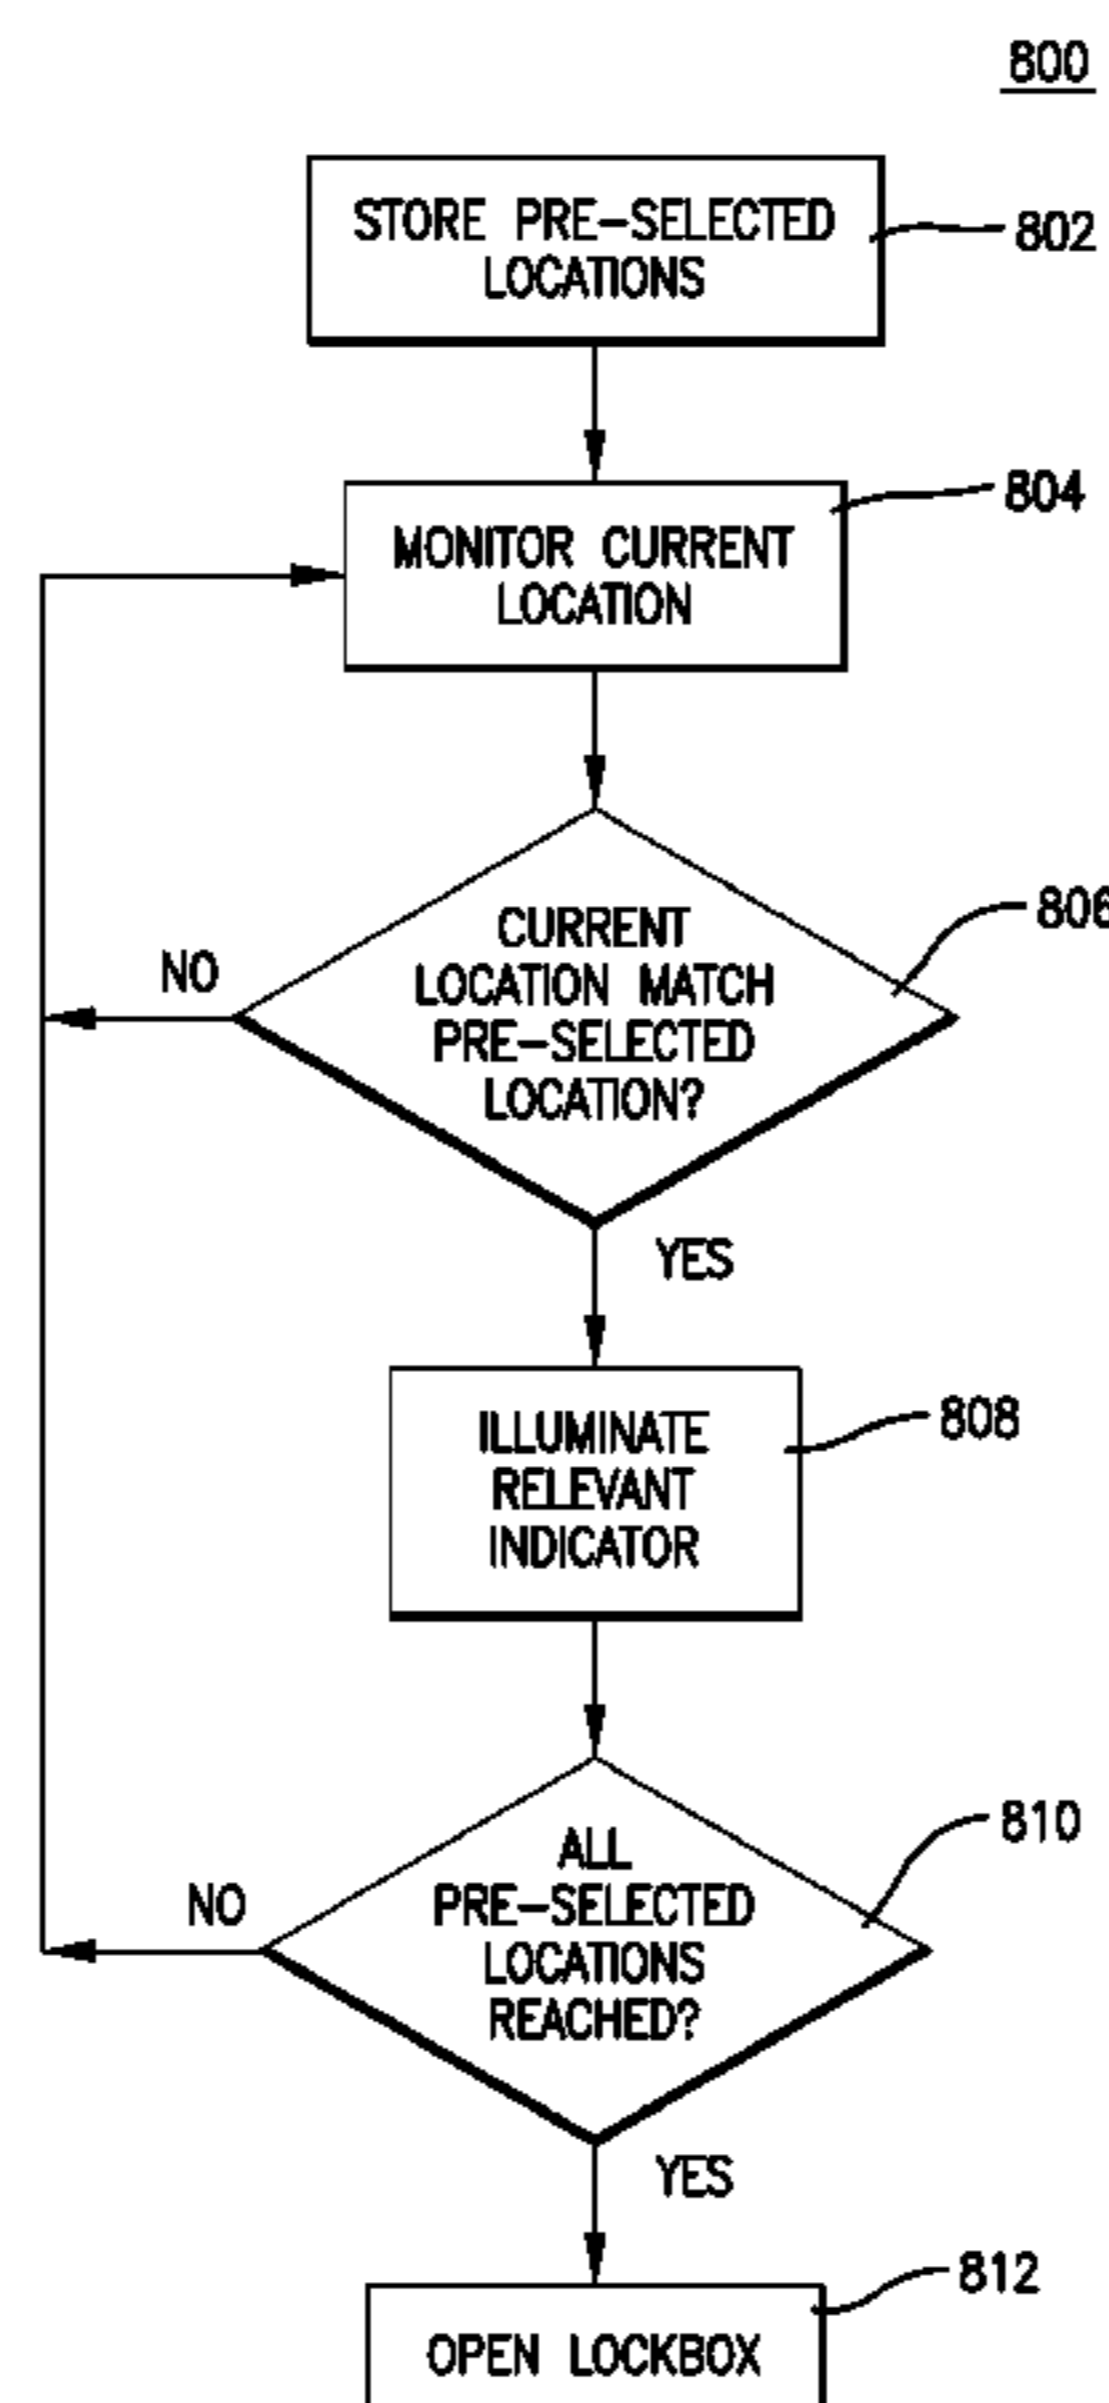 800
STORE PRE-SELECTED
LOCATIONS
802
MONITOR CURRENT
LOCATION
804
CURRENT
LOCATION MATCH
PRE-SELECTED
LOCATION?
806
NO
YES
ILLUMINATE
RELEVANT
INDICATOR
808
ALL
PRE-SELECTED
LOCATIONS
REACHED?
810
NO
YES
OPEN LOCKBOX
812